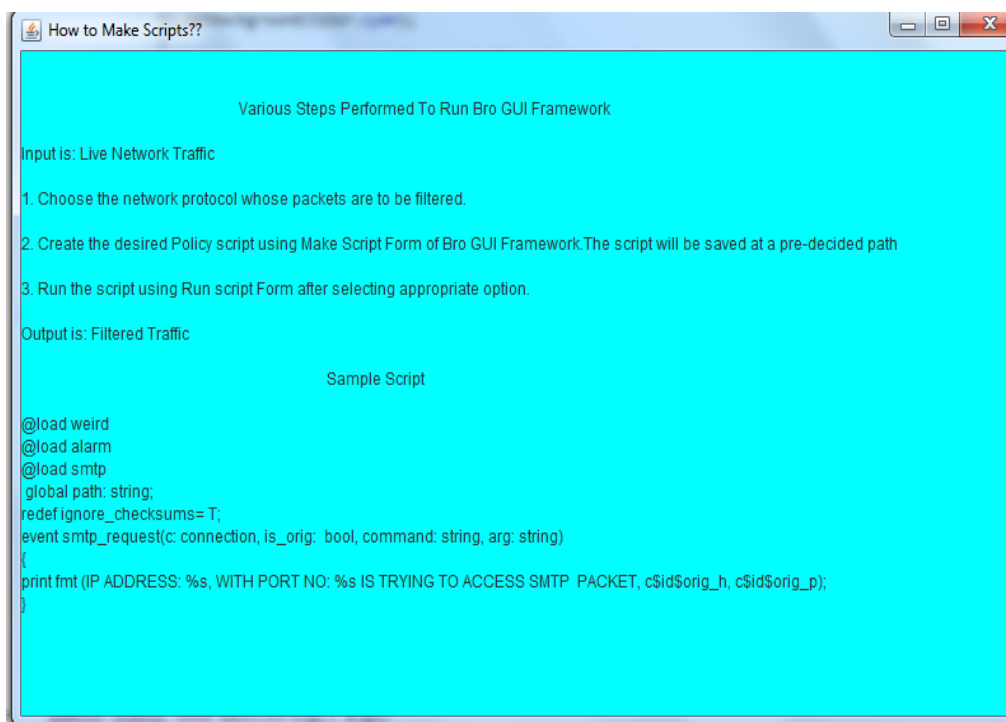 How to Make Scripts??
Various Steps Performed To Run Bro GUI Framework
Input is: Live Network Traffic
1. Choose the network protocol whose packets are to be filtered.
2. Create the desired Policy script using Make Script Form of Bro GUI Framework.The script will be saved at a pre-decided path
3. Run the script using Run script Form after selecting appropriate option.
Output is: Filtered Traffic
Sample Script
@load weird
@load alarm
@load smtp
global path: string;
redef ignore_checksums= T;
event smtp_request(c: connection, is_orig:  bool, command: string, arg: string)
{
print fmt (IP ADDRESS: %s, WITH PORT NO: %s IS TRYING TO ACCESS SMTP  PACKET, c$id$orig_h, c$id$orig_p);
}